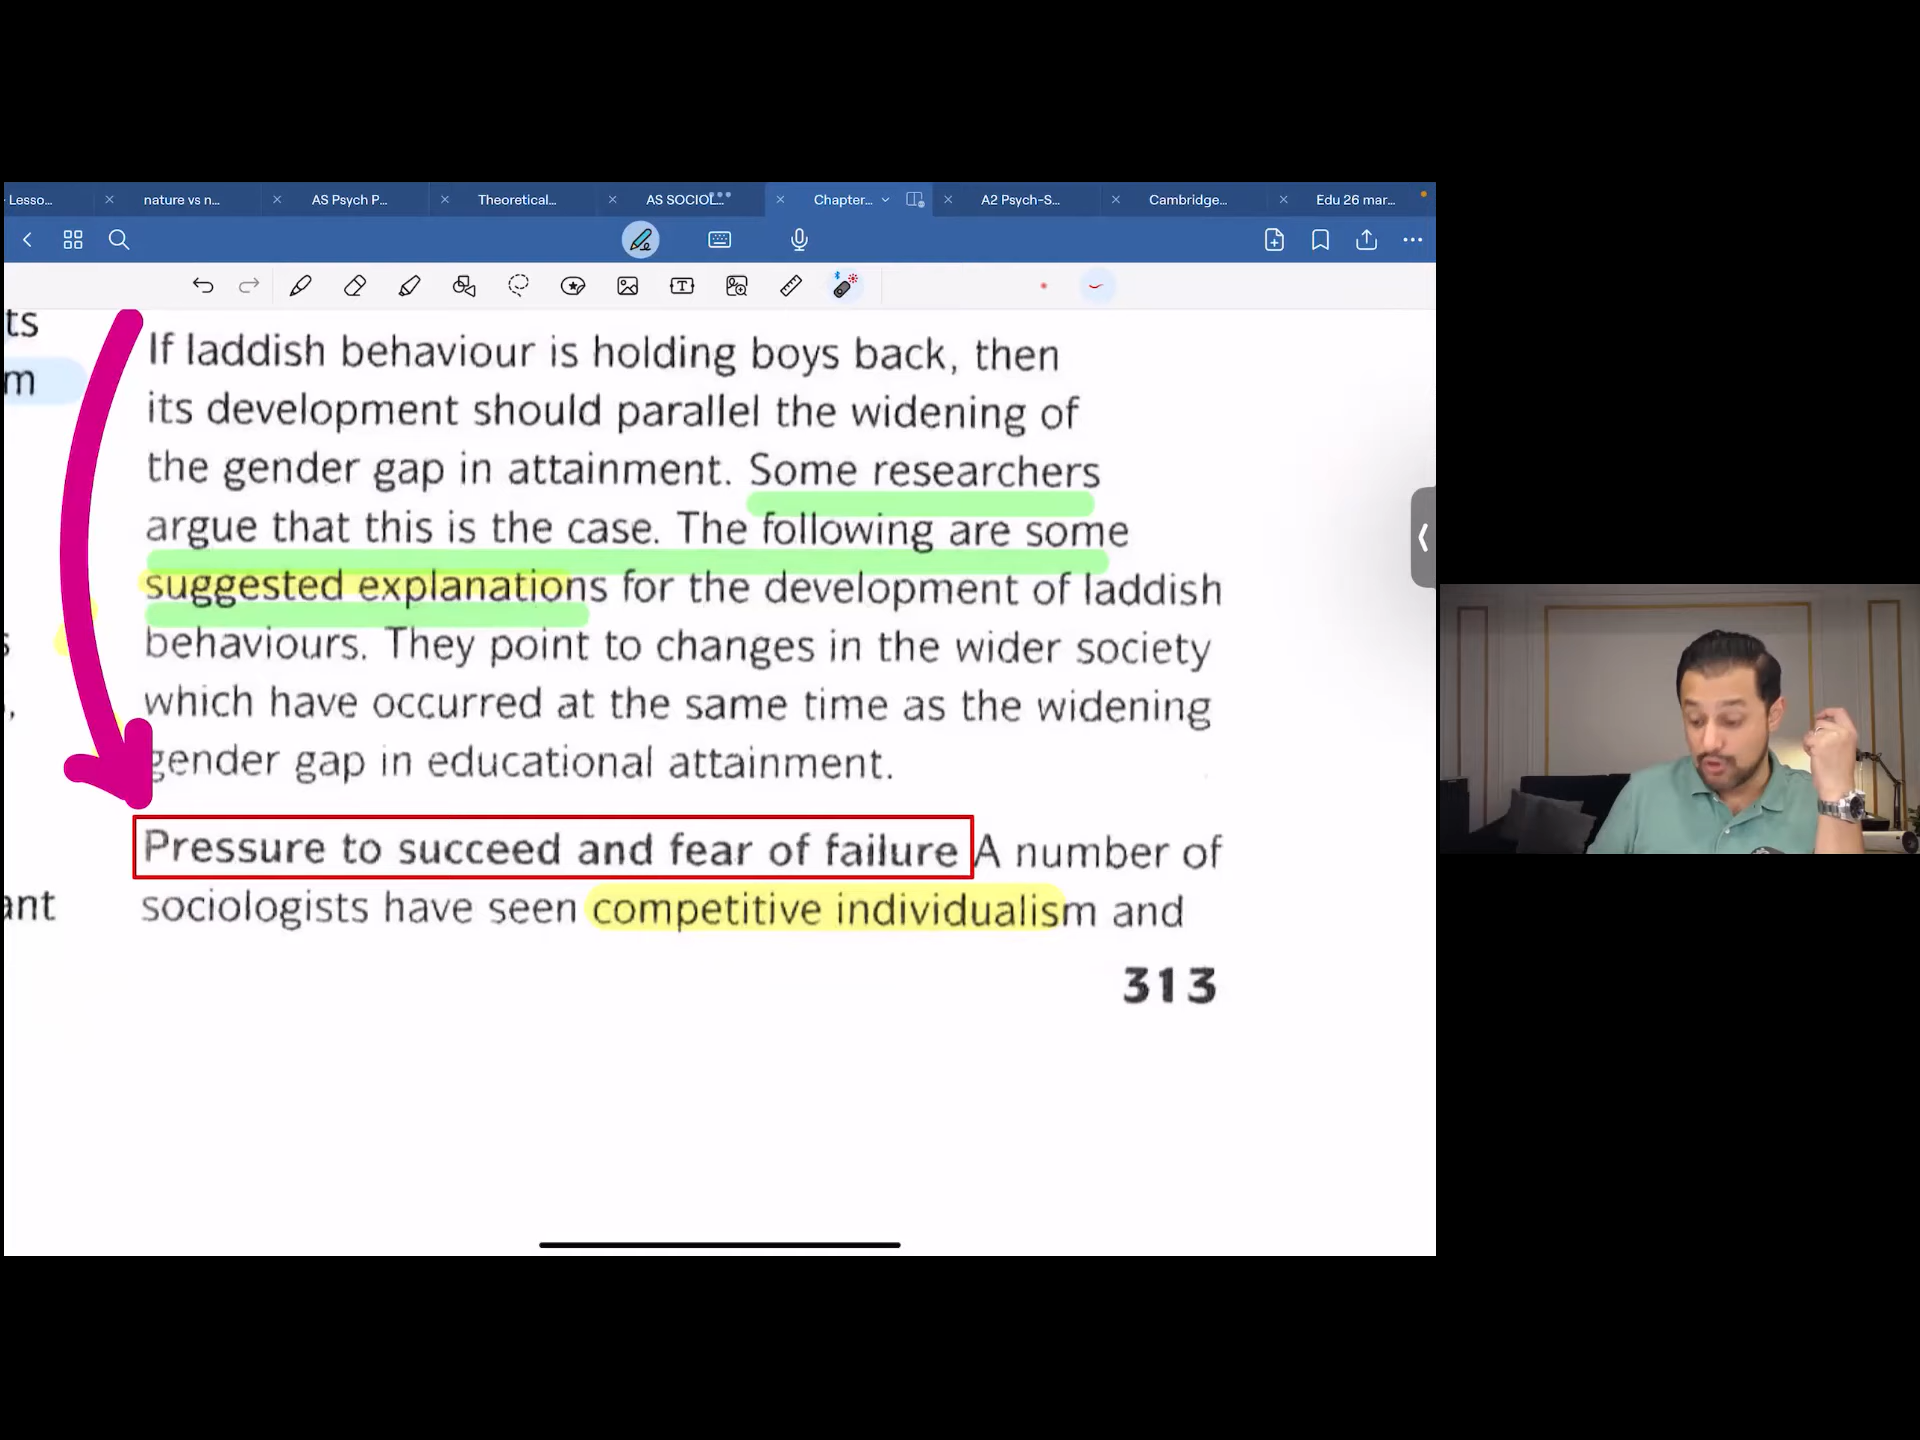 Lesso... nature vs n... AS Psych P... Theoretical... AS SOCIOL... Chapter... A2 Psych-S... Cambridge... Edu 26 mar...
ts
m
If laddish behaviour is holding boys back, then
its development should parallel the widening of
the gender gap in attainment. Some researchers
argue that this is the case. The following are some
suggested explanations for the development of laddish
behaviours. They point to changes in the wider society
which have occurred at the same time as the widening
gender gap in educational attainment.
Pressure to succeed and fear of failure A number of
ant sociologists have seen competitive individualism and
313